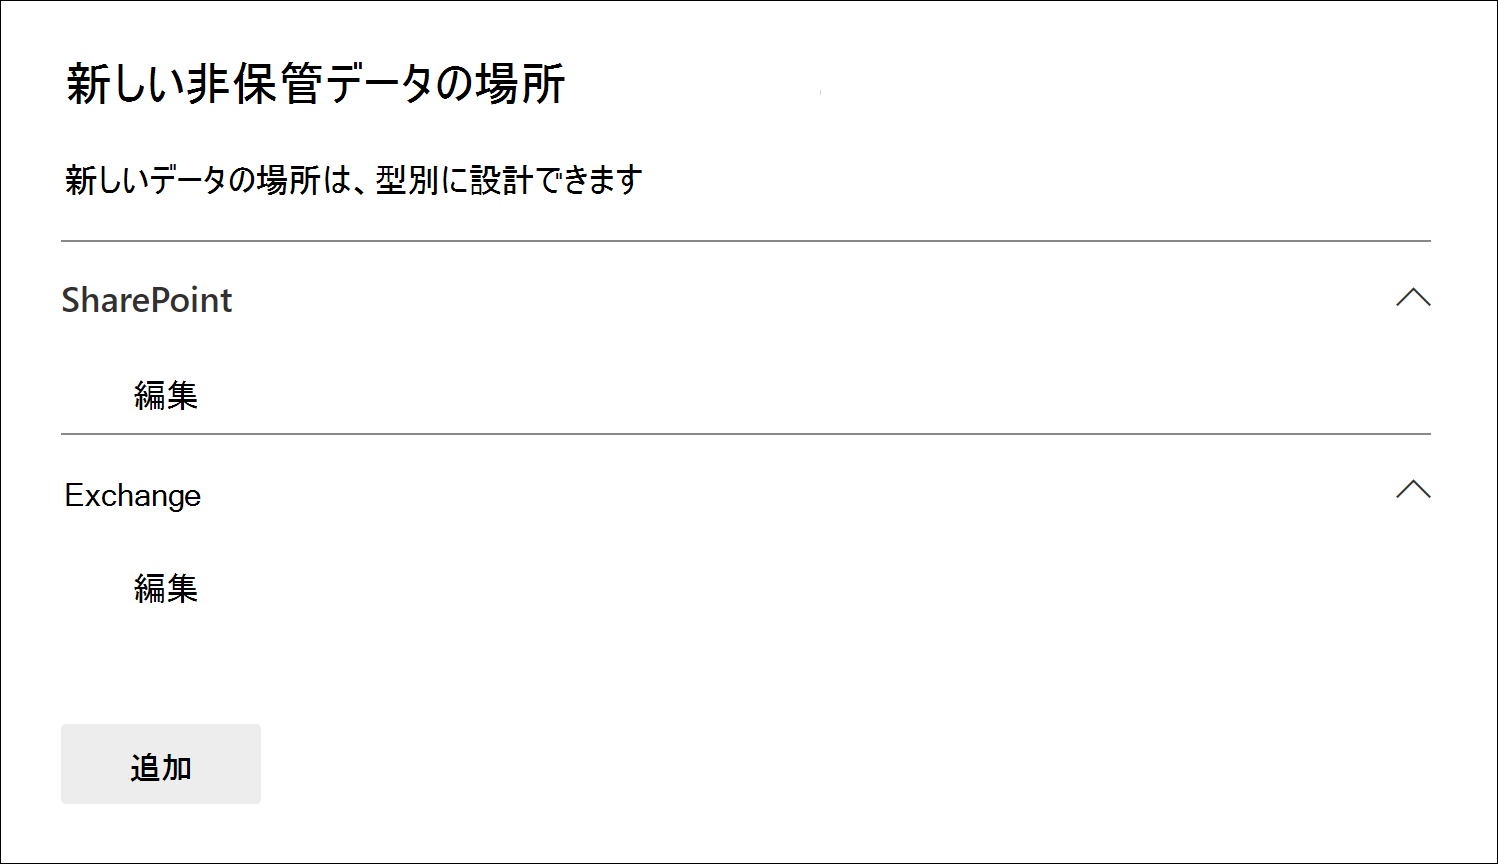 新しい非保管データの場所
新しいデータの場所は、型別に設計できます
SharePoint
編集
Exchange
編集
追加